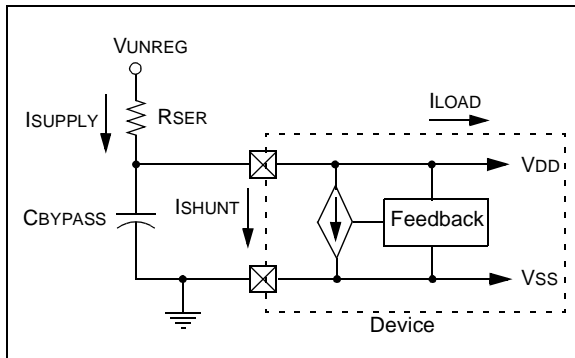 VUNREG
ISUPPLY
RSER
ILOAD
VDD
CBYPASS
ISHUNT
Feedback
VSS
Device